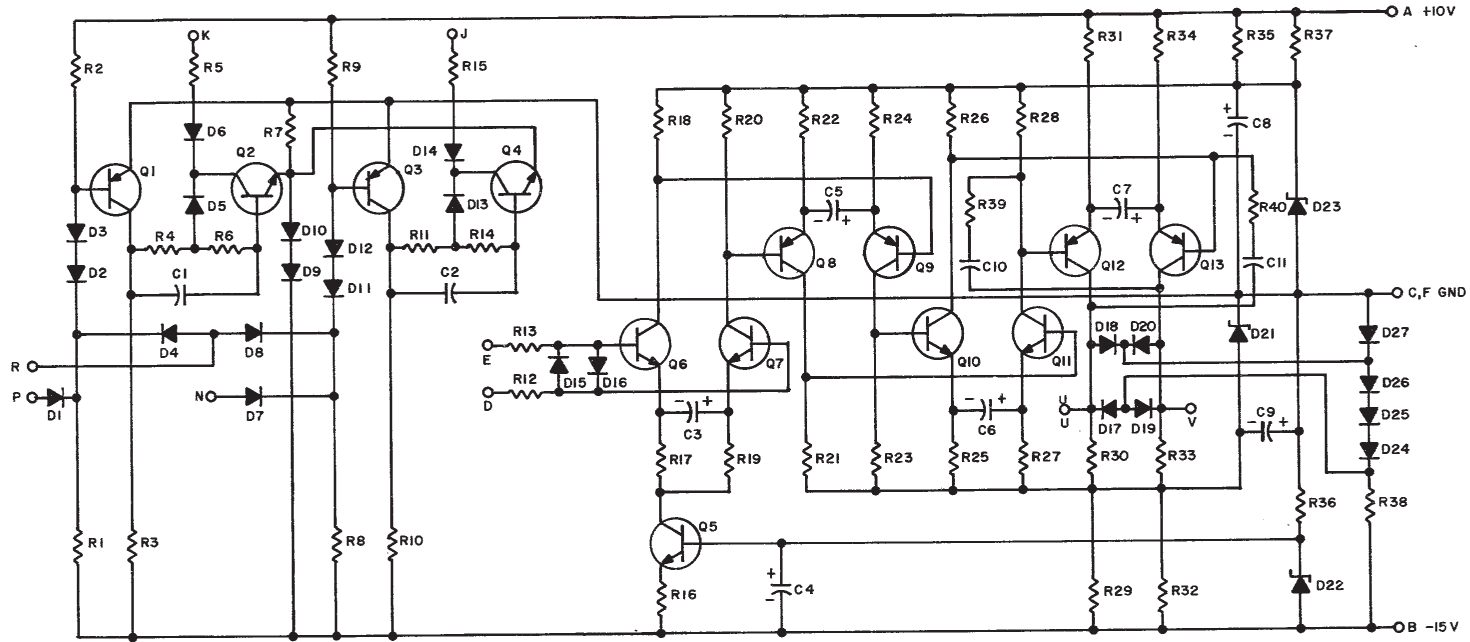 A +10V
R2
K
R5
R9
J
R15
R31
R34
R35
R37
D6
R7
Q2
Q1
D14
Q4
Q3
R18
R20
R22
R24
R26
R28
+
C8
-
D3
D5
D10
D13
R4
R6
R11
R14
D12
C5
- +
Q8
Q9
R39
C7
- +
R40
D23
D2
C1
D9
D11
C2
C10
Q12
Q13
C11
C,F GND
D4
D8
R
E
R13
D15
D16
Q6
Q7
Q10
Q11
D18
D20
D21
D27
P
D1
N
D7
D
R12
- +
C3
- +
C6
U
U
D17
D19
V
- C9 +
D26
D25
D24
R17
R19
R21
R23
R25
R27
R30
R33
R36
R38
R1
R3
R8
R10
Q5
R16
+
C4
-
R29
R32
D22
B -15V